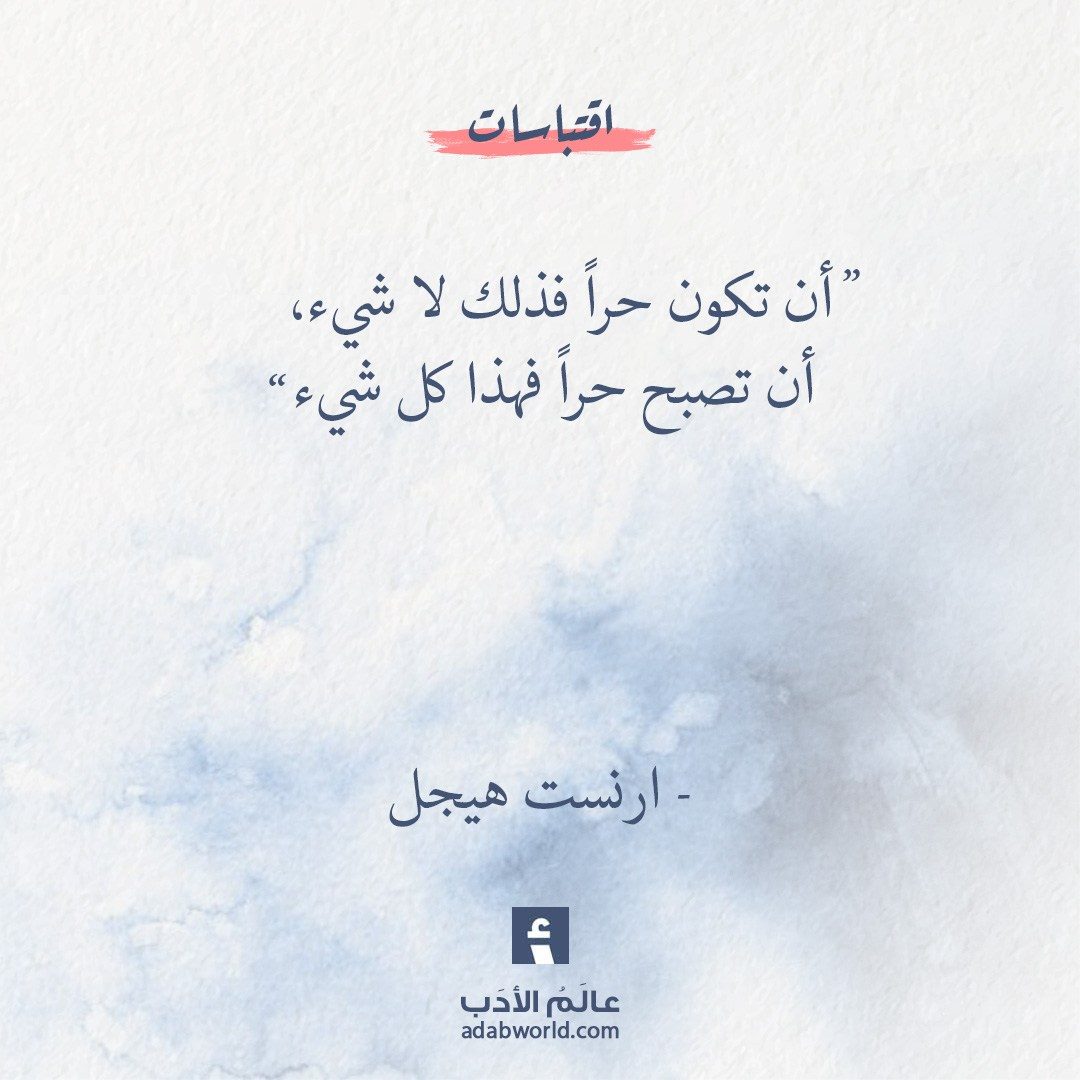 اقتباسات
”أن تكون حراً فذلك لا شيء،
أن تصبح حراً فهذا كل شيء“
- ارنست هيجل
أ
عالَمُ الأدَب
adabworld.com